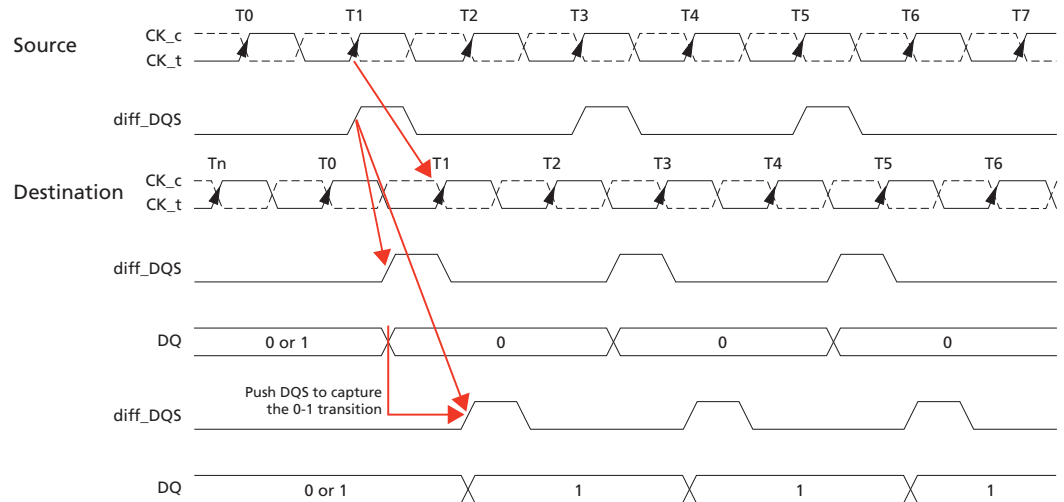 T0 T1 T2 T3 T4 T5 T6 T7
Source
CK_c
CK_t
diff_DQS
Tn T0 T1 T2 T3 T4 T5 T6
Destination
CK_c
CK_t
diff_DQS
DQ 0 or 1 0 0 0
Push DQS to capture
the 0-1 transition
diff_DQS
DQ 0 or 1 1 1 1